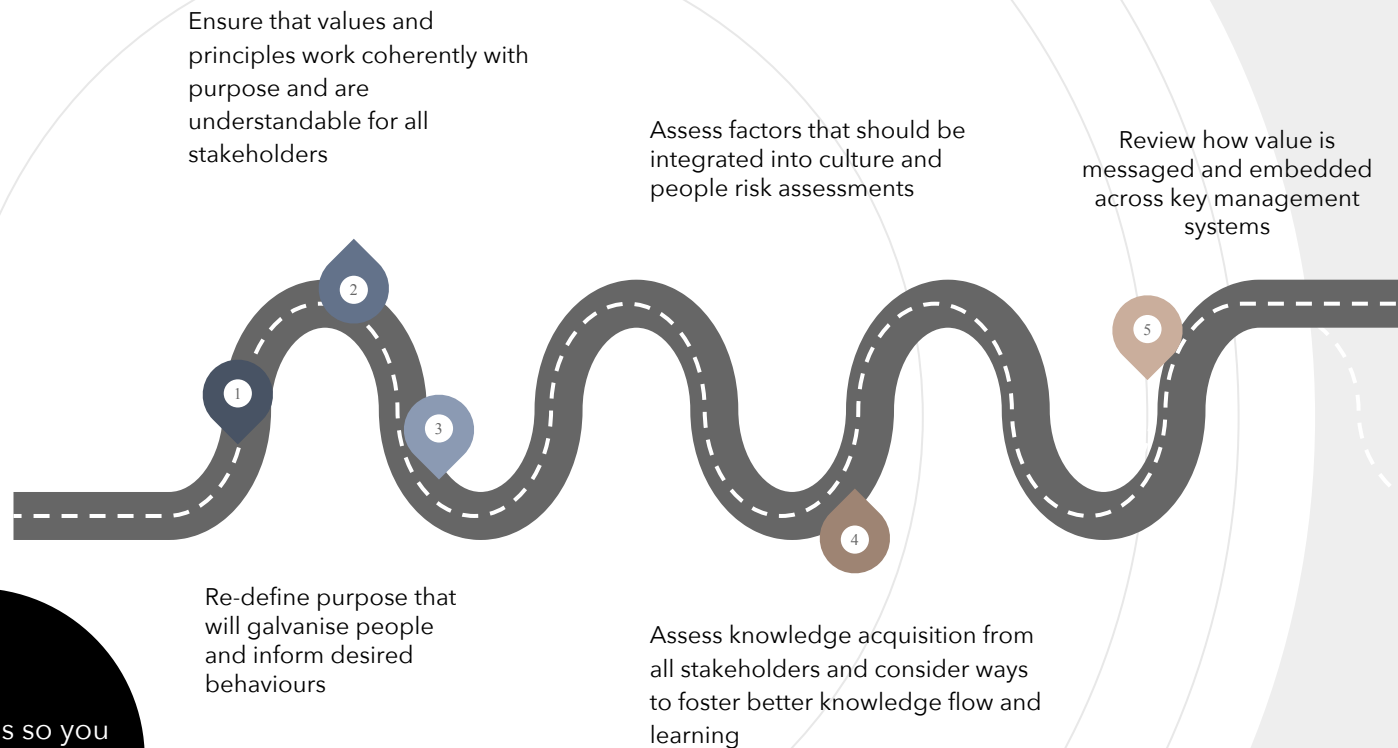 Ensure that values and
principles work coherently with
purpose and are
understandable for all
stakeholders
Assess factors that should be
integrated into culture and
people risk assessments
Review how value is
messaged and embedded
across key management
systems
2
5
1
3
4
Re-define purpose that
will galvanise people
and inform desired
behaviours
Assess knowledge acquisition from
all stakeholders and consider ways
to foster better knowledge flow and
learning
s so you